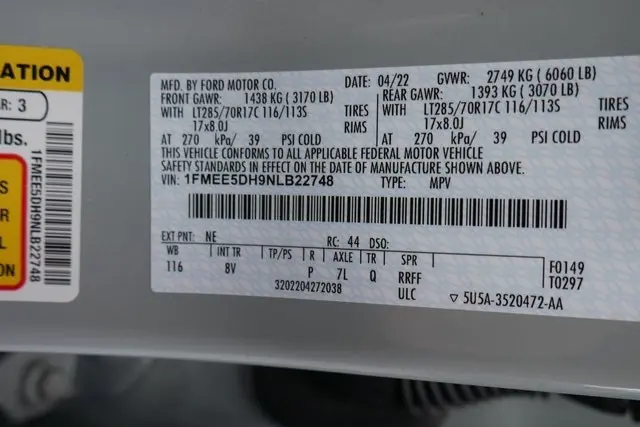 ATION
AR: 3
lbs.
S
R
L
ON
1FMEE5DH9NLB22748
MFD. BY FORD MOTOR CO.
DATE: 04/22 GVWR: 2749 KG ( 6060 LB)
FRONT GAWR: 1438 KG ( 3170 LB)
REAR GAWR: 1393 KG ( 3070 LB)
WITH LT285/70R17C 116/113S TIRES
WITH LT285/70R17C 116/113S TIRES
17x8.0J RIMS
17x8.0J RIMS
AT 270 kPa/ 39 PSI COLD
AT 270 kPa/ 39 PSI COLD
THIS VEHICLE CONFORMS TO ALL APPLICABLE FEDERAL MOTOR VEHICLE
SAFETY STANDARDS IN EFFECT ON THE DATE OF MANUFACTURE SHOWN ABOVE.
VIN: 1FMEE5DH9NLB22748 TYPE: MPV
EXT PNT: NE RC: 44 DSO:
WB INT TR TP/PS R AXLE TR SPR
116 8V P 7L Q RRFF
ULC
F0149
T0297
3202204272038
▽ 5U5A-3520472-AA